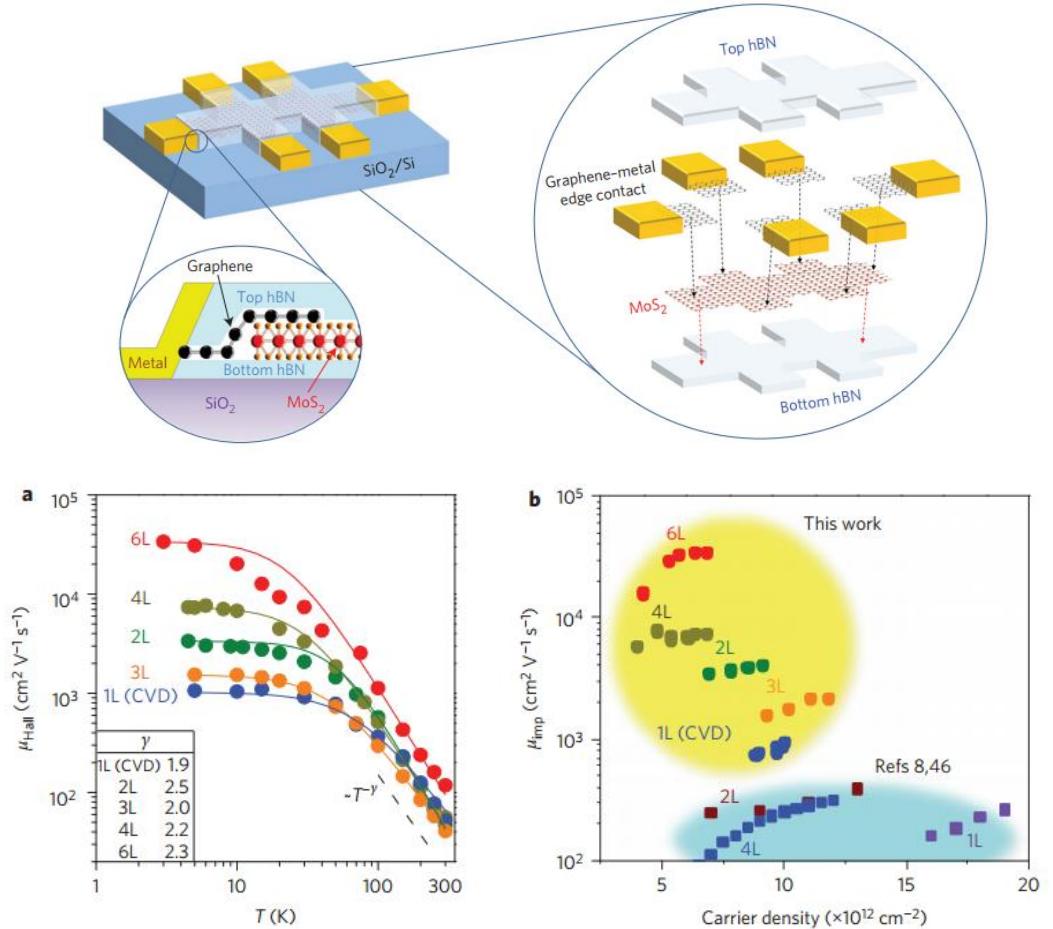 Top hBN
SiO2/Si
Graphene–metal
edge contact
MoS2
Bottom hBN
Graphene
Top hBN
Metal
Bottom hBN
SiO2
MoS2
a
10^5
10^4
10^3
10^2
μHall (cm2 V−1 s−1)
6L
4L
2L
3L
1L (CVD)
γ
1L (CVD) 1.9
2L 2.5
3L 2.0
4L 2.2
6L 2.3
~T−γ
1 10 100 300
T (K)
b
10^5
10^4
10^3
10^2
μimp (cm2 V−1 s−1)
This work
6L
4L
2L
3L
1L (CVD)
Refs 8,46
2L
4L
1L
5 10 15 20
Carrier density (×10^12 cm−2)